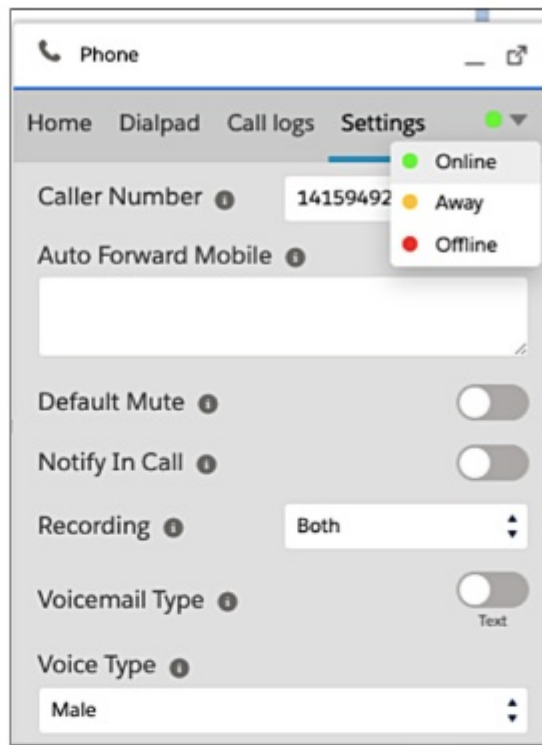 Phone
Home Dialpad Call logs Settings
Online
Caller Number 14159492
Away
Auto Forward Mobile
Offline
Default Mute
Notify In Call
Recording Both
Voicemail Type
Text
Voice Type
Male